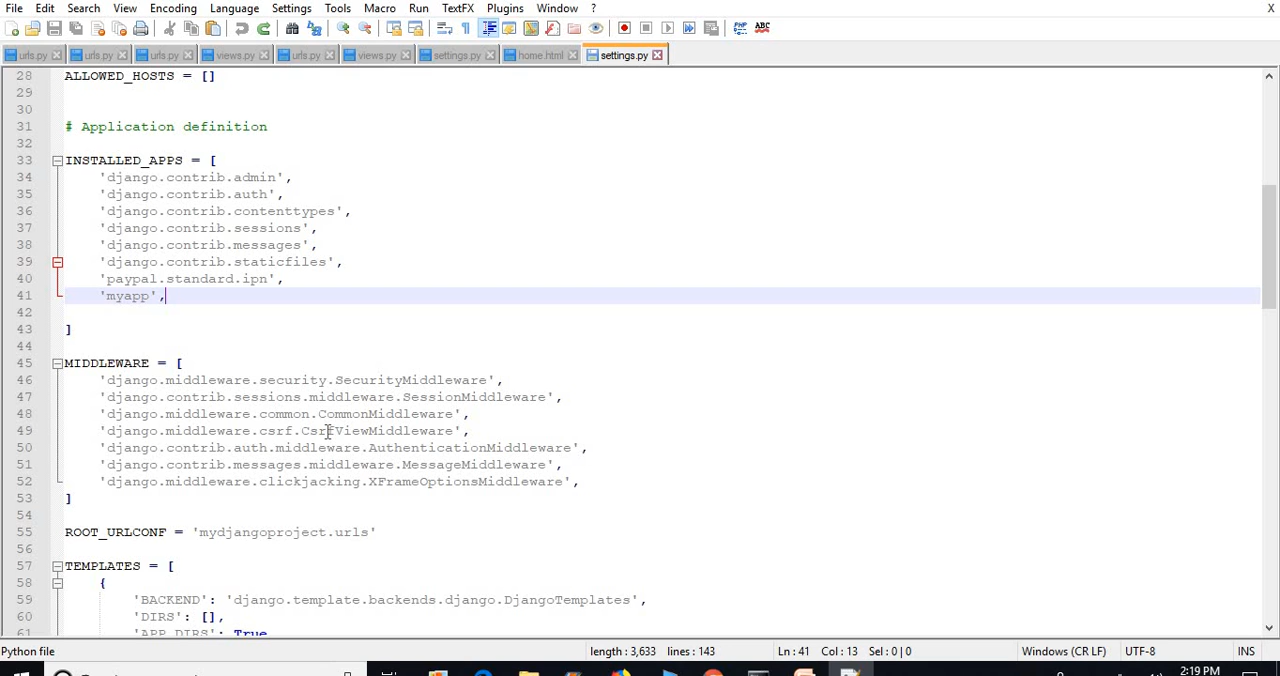 File Edit Search View Encoding Language Settings Tools Macro Run TextFX Plugins Window ? X
urls.py urls.py urls.py views.py urls.py views.py settings.py home.html settings.py
28 ALLOWED_HOSTS = []
29
30
31 # Application definition
32
33 INSTALLED_APPS = [
34 'django.contrib.admin',
35 'django.contrib.auth',
36 'django.contrib.contenttypes',
37 'django.contrib.sessions',
38 'django.contrib.messages',
39 'django.contrib.staticfiles',
40 'paypal.standard.ipn',
41 'myapp',
42
43 ]
44
45 MIDDLEWARE = [
46 'django.middleware.security.SecurityMiddleware',
47 'django.contrib.sessions.middleware.SessionMiddleware',
48 'django.middleware.common.CommonMiddleware',
49 'django.middleware.csrf.CsrfViewMiddleware',
50 'django.contrib.auth.middleware.AuthenticationMiddleware',
51 'django.contrib.messages.middleware.MessageMiddleware',
52 'django.middleware.clickjacking.XFrameOptionsMiddleware',
53 ]
54
55 ROOT_URLCONF = 'mydjangoproject.urls'
56
57 TEMPLATES = [
58 {
59 'BACKEND': 'django.template.backends.django.DjangoTemplates',
60 'DIRS': [],
61 'APP_DIRS': True
Python file length : 3,633 lines : 143 Ln : 41 Col : 13 Sel : 0 | 0 Windows (CR LF) UTF-8 INS
2:19 PM